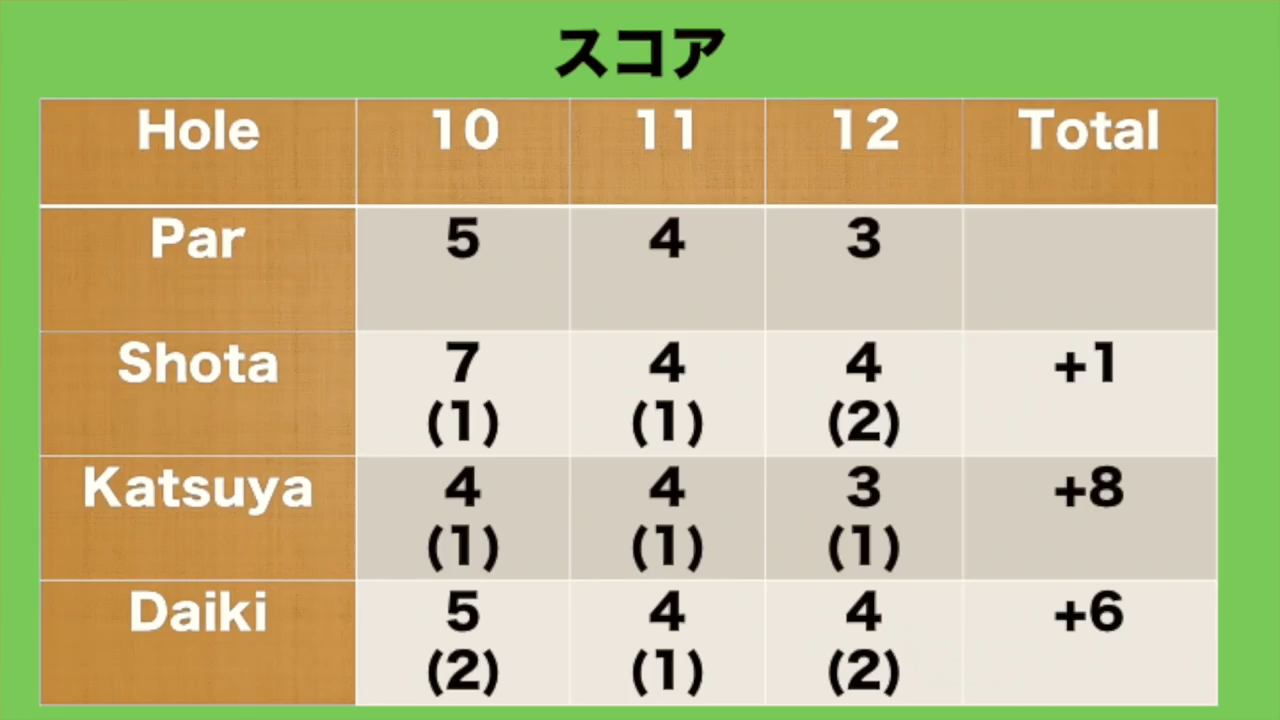 スコア
Hole 10 11 12 Total
Par 5 4 3
Shota 7 4 4 +1
(1) (1) (2)
Katsuya 4 4 3 +8
(1) (1) (1)
Daiki 5 4 4 +6
(2) (1) (2)